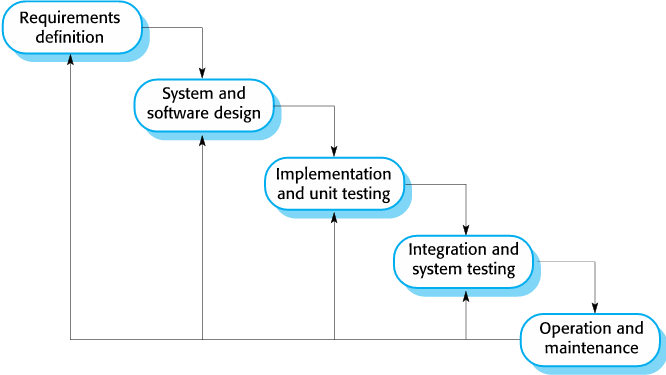 Requirements
definition
System and
software design
Implementation
and unit testing
Integration and
system testing
Operation and
maintenance